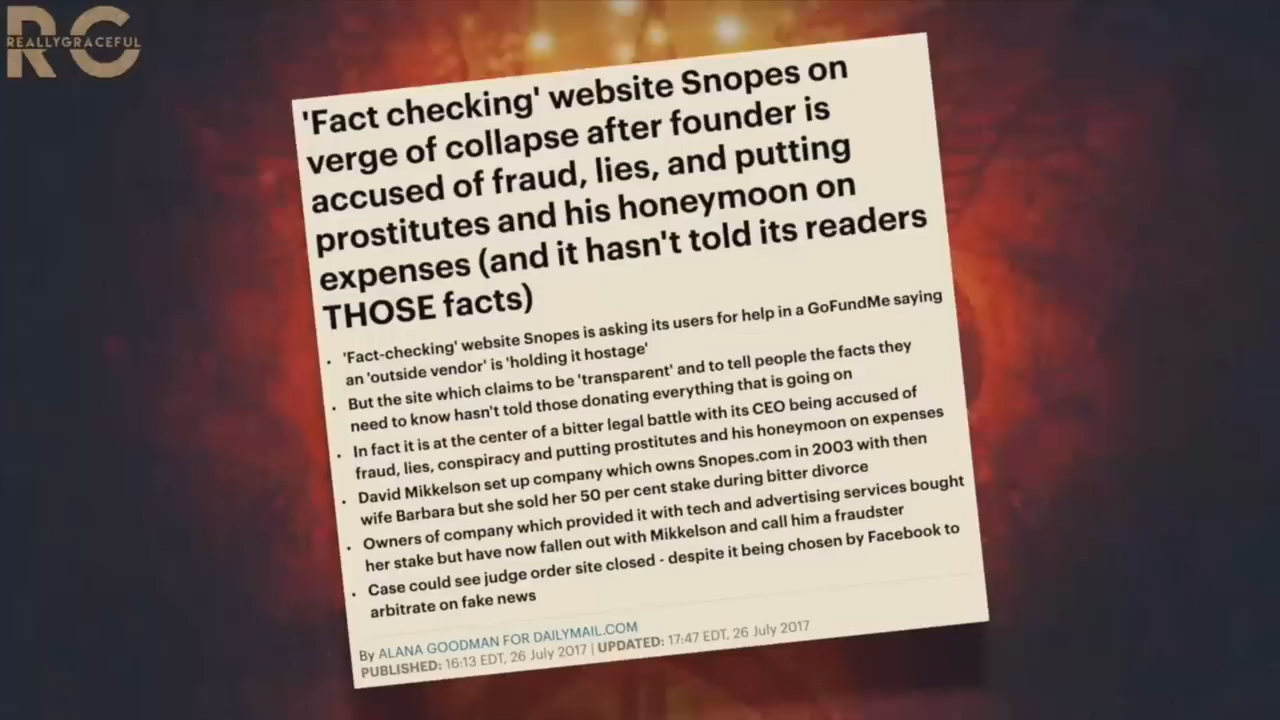 RC
REALLYGRACEFUL
'Fact checking' website Snopes on
verge of collapse after founder is
accused of fraud, lies, and putting
prostitutes and his honeymoon on
expenses (and it hasn't told its readers
THOSE facts)
• 'Fact-checking' website Snopes is asking its users for help in a GoFundMe saying
an 'outside vendor' is 'holding it hostage'
• But the site which claims to be 'transparent' and to tell people the facts they
need to know hasn't told those donating everything that is going on
• In fact it is at the center of a bitter legal battle with its CEO being accused of
fraud, lies, conspiracy and putting prostitutes and his honeymoon on expenses
• David Mikkelson set up company which owns Snopes.com in 2003 with then
wife Barbara but she sold her 50 per cent stake during bitter divorce
• Owners of company which provided it with tech and advertising services bought
her stake but have now fallen out with Mikkelson and call him a fraudster
• Case could see judge order site closed - despite it being chosen by Facebook to
arbitrate on fake news
By ALANA GOODMAN FOR DAILYMAIL.COM
PUBLISHED: 16:13 EDT, 26 July 2017 | UPDATED: 17:47 EDT, 26 July 2017